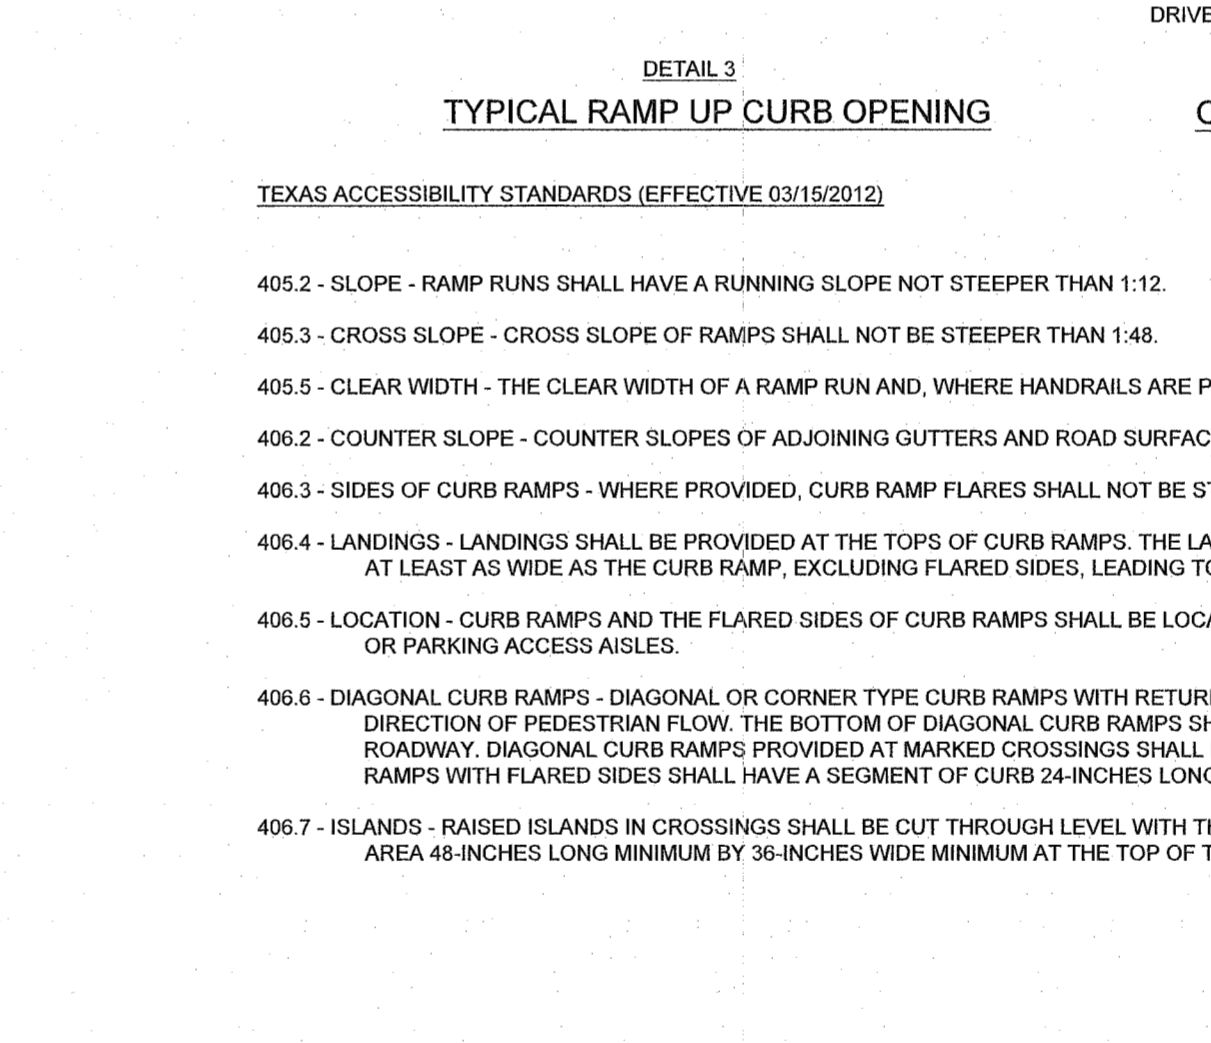 DRIVE
DETAIL 3
TYPICAL RAMP UP CURB OPENING
TEXAS ACCESSIBILITY STANDARDS (EFFECTIVE 03/15/2012)
405.2 - SLOPE - RAMP RUNS SHALL HAVE A RUNNING SLOPE NOT STEEPER THAN 1:12.
405.3 - CROSS SLOPE - CROSS SLOPE OF RAMPS SHALL NOT BE STEEPER THAN 1:48.
405.5 - CLEAR WIDTH - THE CLEAR WIDTH OF A RAMP RUN AND, WHERE HANDRAILS ARE P
406.2 - COUNTER SLOPE - COUNTER SLOPES OF ADJOINING GUTTERS AND ROAD SURFAC
406.3 - SIDES OF CURB RAMPS - WHERE PROVIDED, CURB RAMP FLARES SHALL NOT BE S
406.4 - LANDINGS - LANDINGS SHALL BE PROVIDED AT THE TOPS OF CURB RAMPS. THE LA
AT LEAST AS WIDE AS THE CURB RAMP, EXCLUDING FLARED SIDES, LEADING TO
406.5 - LOCATION - CURB RAMPS AND THE FLARED SIDES OF CURB RAMPS SHALL BE LOCA
OR PARKING ACCESS AISLES.
406.6 - DIAGONAL CURB RAMPS - DIAGONAL OR CORNER TYPE CURB RAMPS WITH RETUR
DIRECTION OF PEDESTRIAN FLOW. THE BOTTOM OF DIAGONAL CURB RAMPS SH
ROADWAY. DIAGONAL CURB RAMPS PROVIDED AT MARKED CROSSINGS SHALL
RAMPS WITH FLARED SIDES SHALL HAVE A SEGMENT OF CURB 24-INCHES LONG
406.7 - ISLANDS - RAISED ISLANDS IN CROSSINGS SHALL BE CUT THROUGH LEVEL WITH TH
AREA 48-INCHES LONG MINIMUM BY 36-INCHES WIDE MINIMUM AT THE TOP OF T